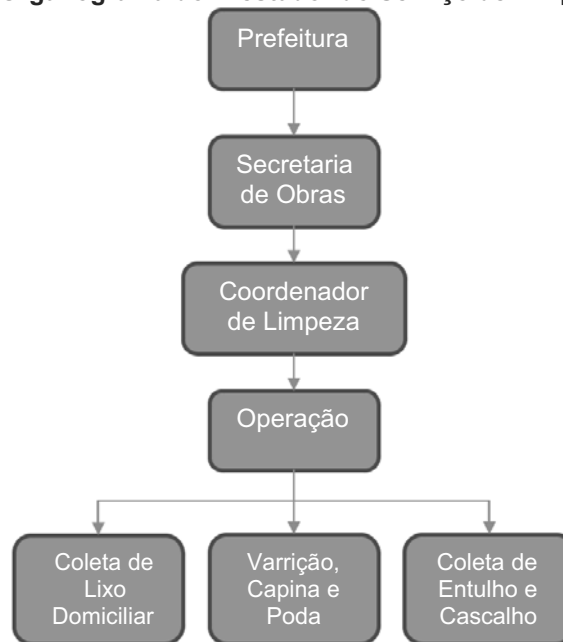 Prefeitura
Secretaria
de Obras
Coordenador
de Limpeza
Operação
Coleta de
Lixo
Domiciliar
Varrição,
Capina e
Poda
Coleta de
Entulho e
Cascalho